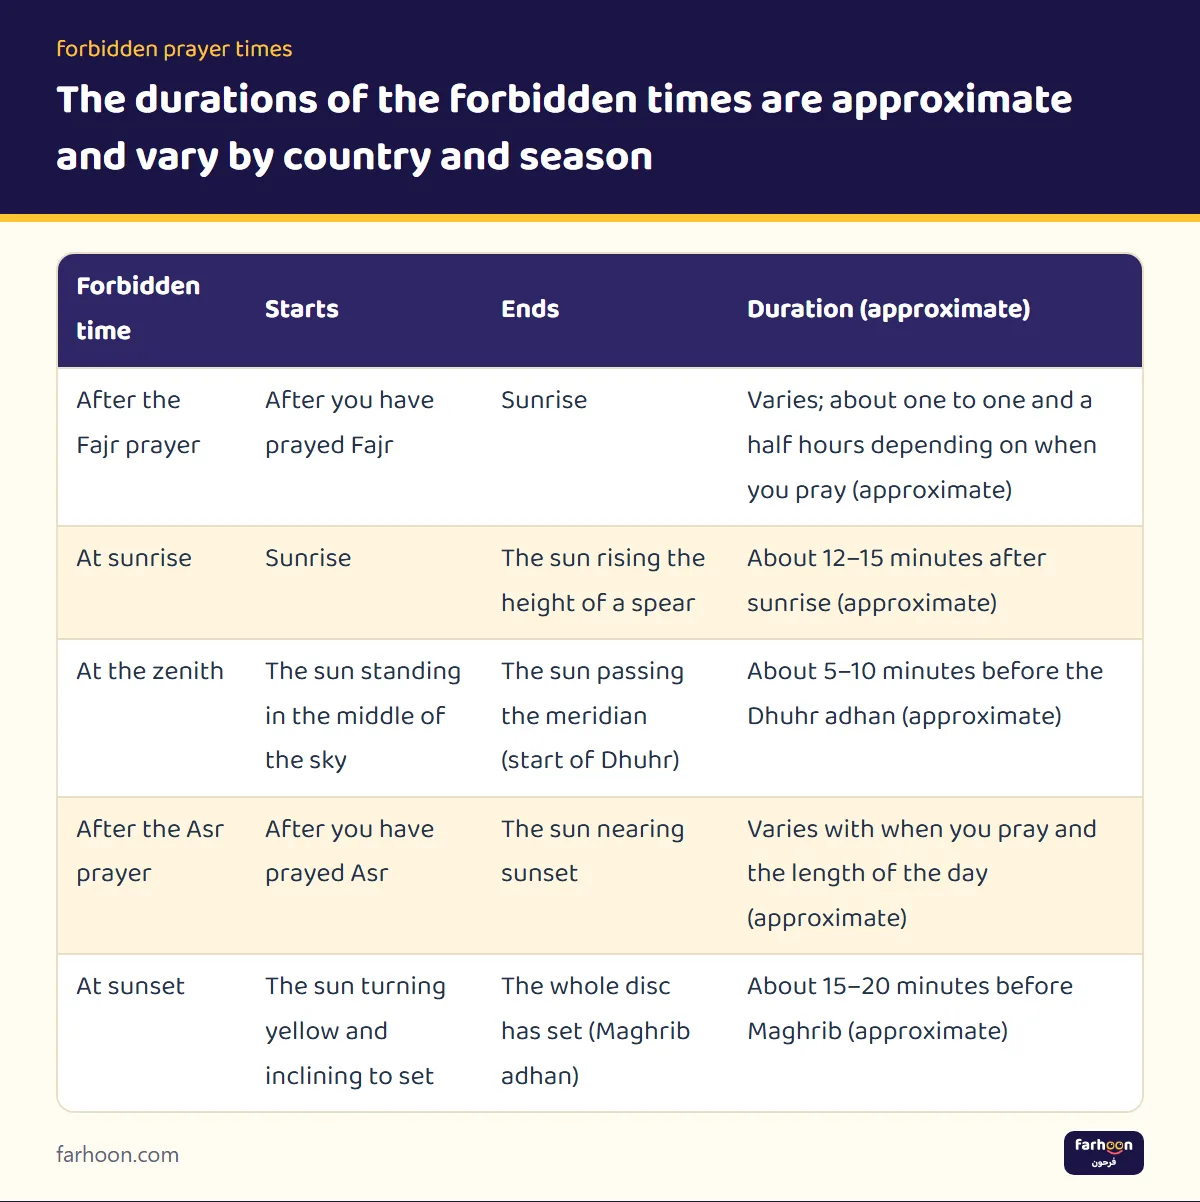 forbidden prayer times
The durations of the forbidden times are approximate
and vary by country and season
Forbidden
time
Starts
Ends
Duration (approximate)
After the
Fajr prayer
After you have
prayed Fajr
Sunrise
Varies; about one to one and a
half hours depending on when
you pray (approximate)
At sunrise
Sunrise
The sun rising the
height of a spear
About 12–15 minutes after
sunrise (approximate)
At the zenith
The sun standing
in the middle of
the sky
The sun passing
the meridian
(start of Dhuhr)
About 5–10 minutes before the
Dhuhr adhan (approximate)
After the Asr
prayer
After you have
prayed Asr
The sun nearing
sunset
Varies with when you pray and
the length of the day
(approximate)
At sunset
The sun turning
yellow and
inclining to set
The whole disc
has set (Maghrib
adhan)
About 15–20 minutes before
Maghrib (approximate)
farhoon.com
farhoon
فرحون